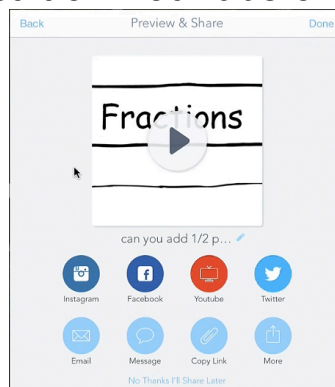 Back Preview & Share Done
Fractions
can you add 1/2 p...
Instagram Facebook Youtube Twitter
Email Message Copy Link More
No Thanks I'll Share Later